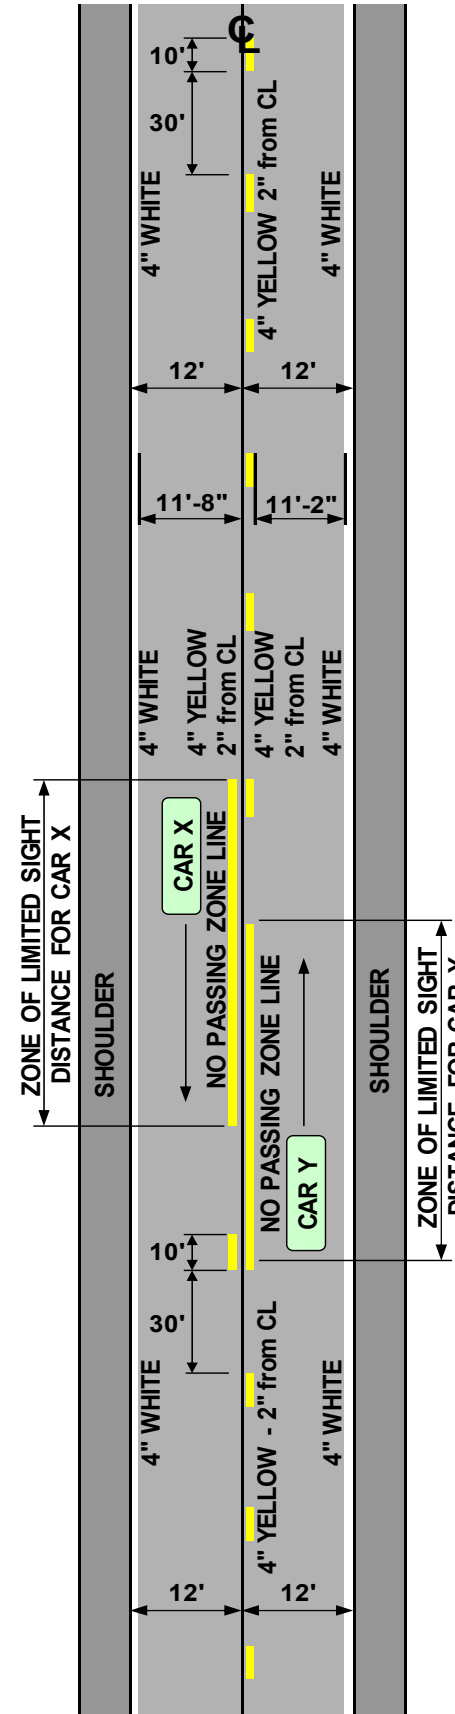 ℄
10'
30'
4" WHITE
4" YELLOW 2" from CL
4" WHITE
12'
12'
11'-8"
11'-2"
4" WHITE
4" YELLOW
2" from CL
4" YELLOW
2" from CL
4" WHITE
ZONE OF LIMITED SIGHT
DISTANCE FOR CAR X
SHOULDER
CAR X
NO PASSING ZONE LINE
NO PASSING ZONE LINE
CAR Y
SHOULDER
ZONE OF LIMITED SIGHT
10'
30'
4" WHITE
4" YELLOW - 2" from CL
4" WHITE
12'
12'